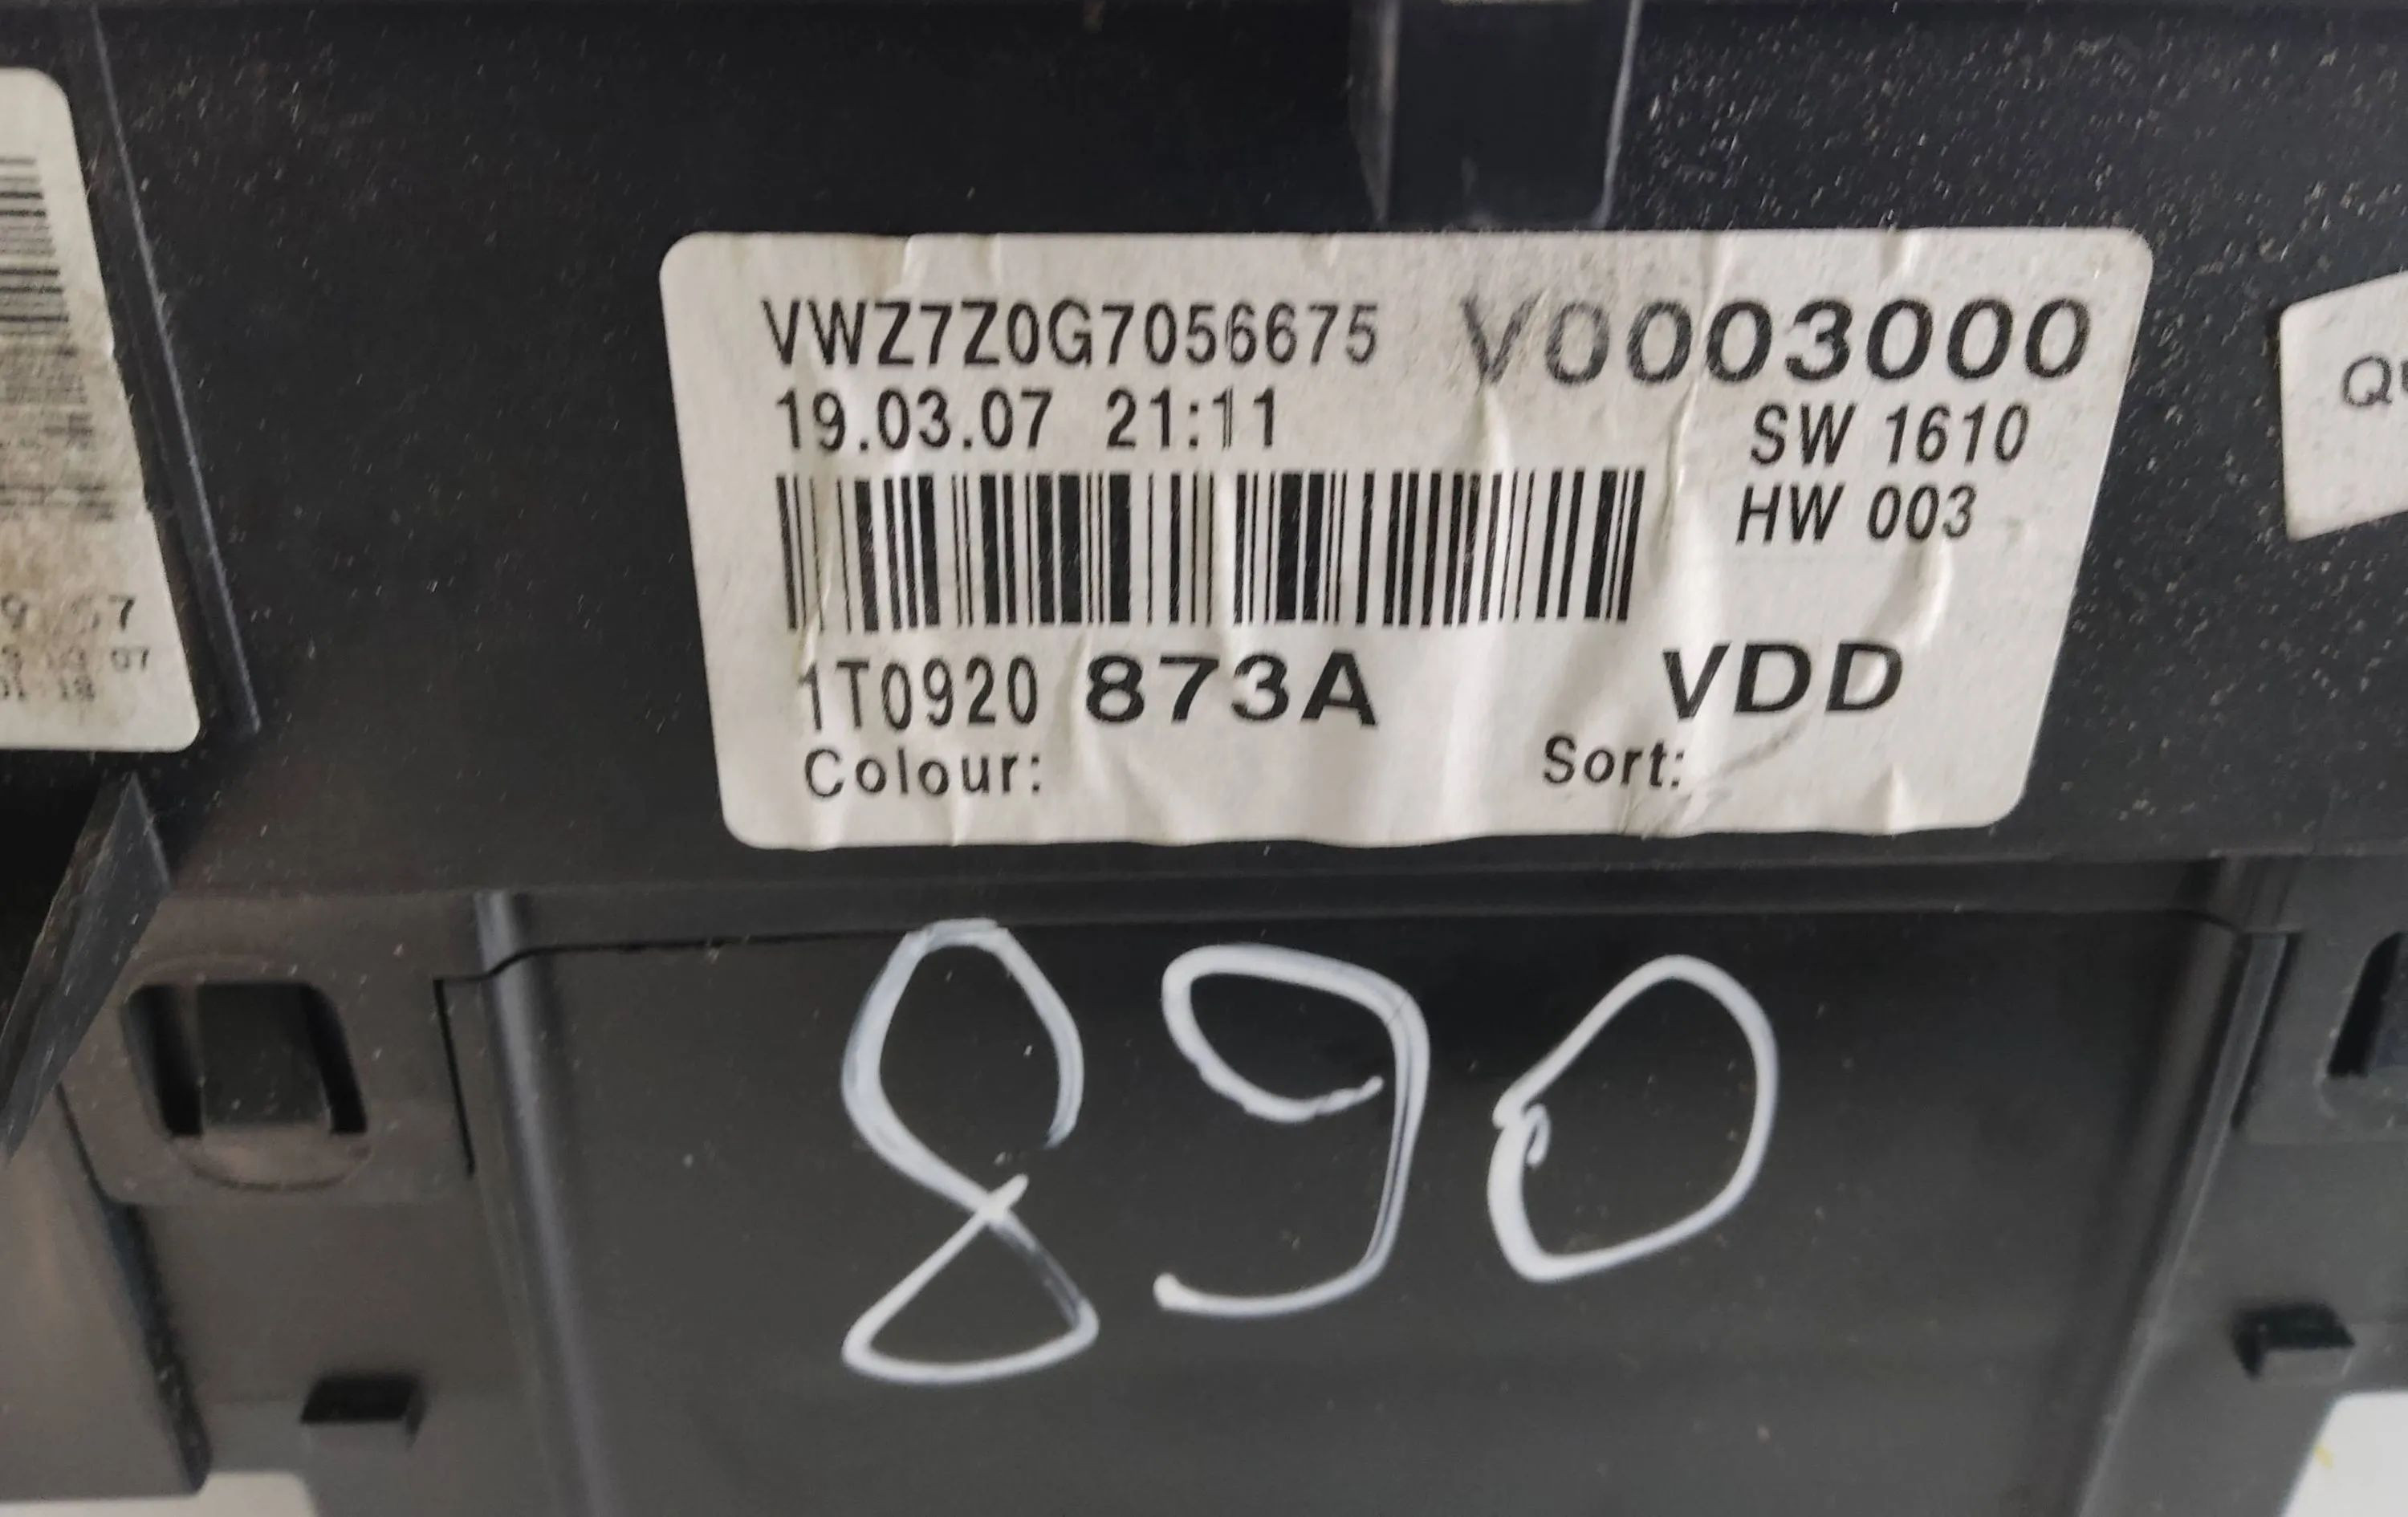 VWZ7Z0G7056675 V0003000
19.03.07 21:11 SW 1610
HW 003
1T0920 873A VDD
Colour: Sort:
890